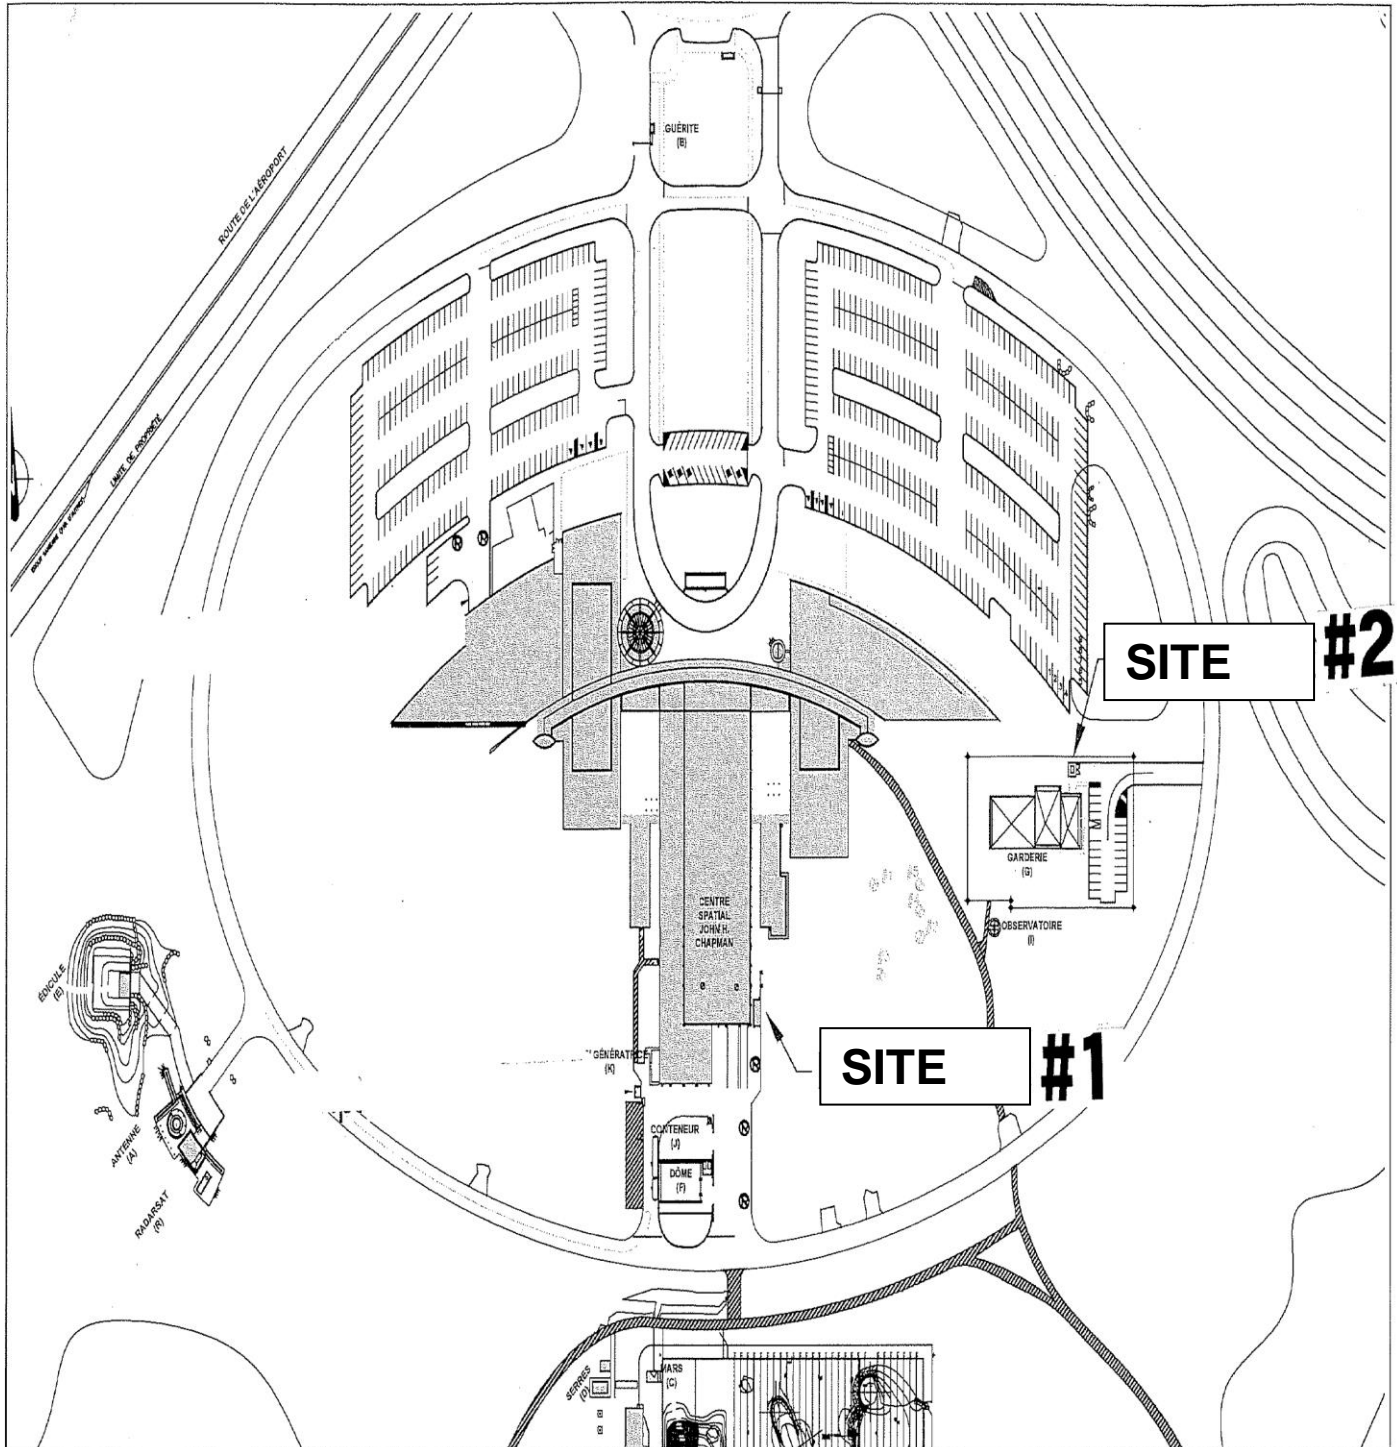 GUÉRITE
(B)
ROUTE DE L'AÉROPORT
LIMITE DE PROPRIÉTÉ
SITE #2
GARDERIE
(G)
OBSERVATOIRE
(I)
CENTRE
SPATIAL
JOHN H.
CHAPMAN
ÉDICULE
(E)
SITE #1
GÉNÉRATRICE
(K)
ANTENNE
(A)
CONTENEUR
(J)
DÔME
(F)
RADARSAT
(R)
SERRES
(D)
MARS
(C)